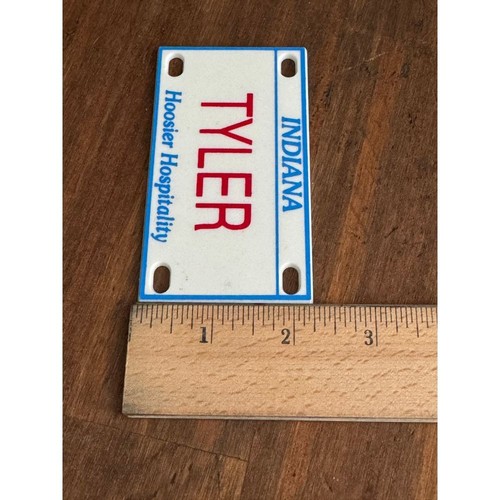 INDIANA
TYLER
Hoosier Hospitality
1 2 3